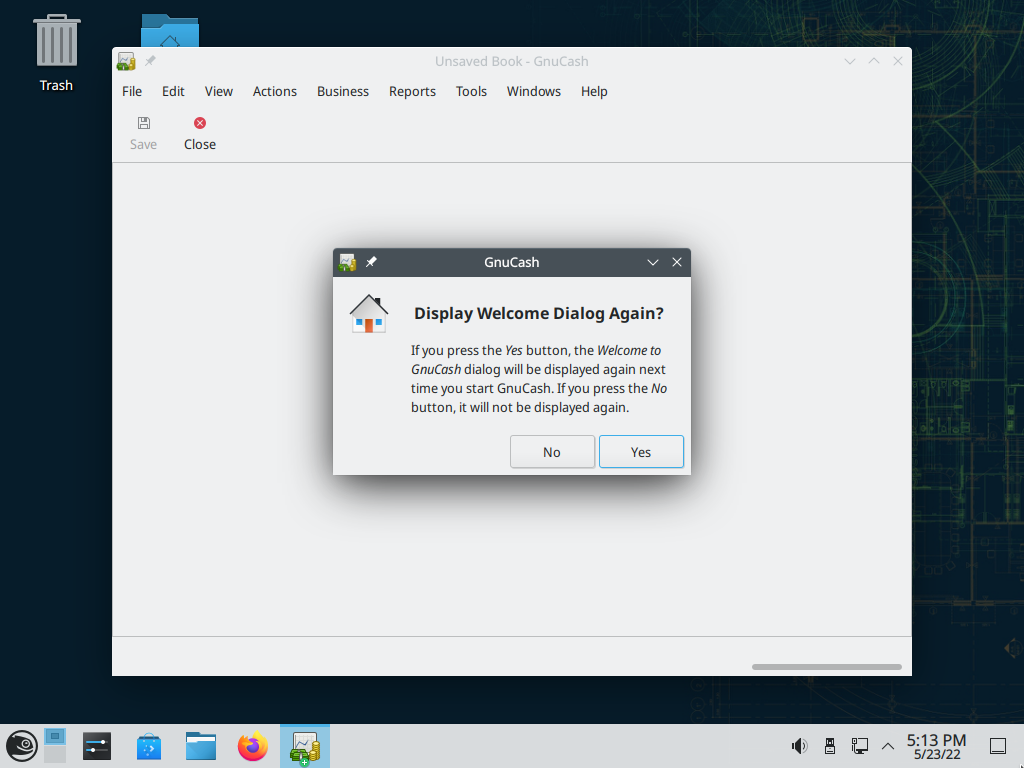 Trash
Unsaved Book - GnuCash
File Edit View Actions Business Reports Tools Windows Help
Save Close
GnuCash
Display Welcome Dialog Again?
If you press the Yes button, the Welcome to
GnuCash dialog will be displayed again next
time you start GnuCash. If you press the No
button, it will not be displayed again.
No Yes
5:13 PM
5/23/22